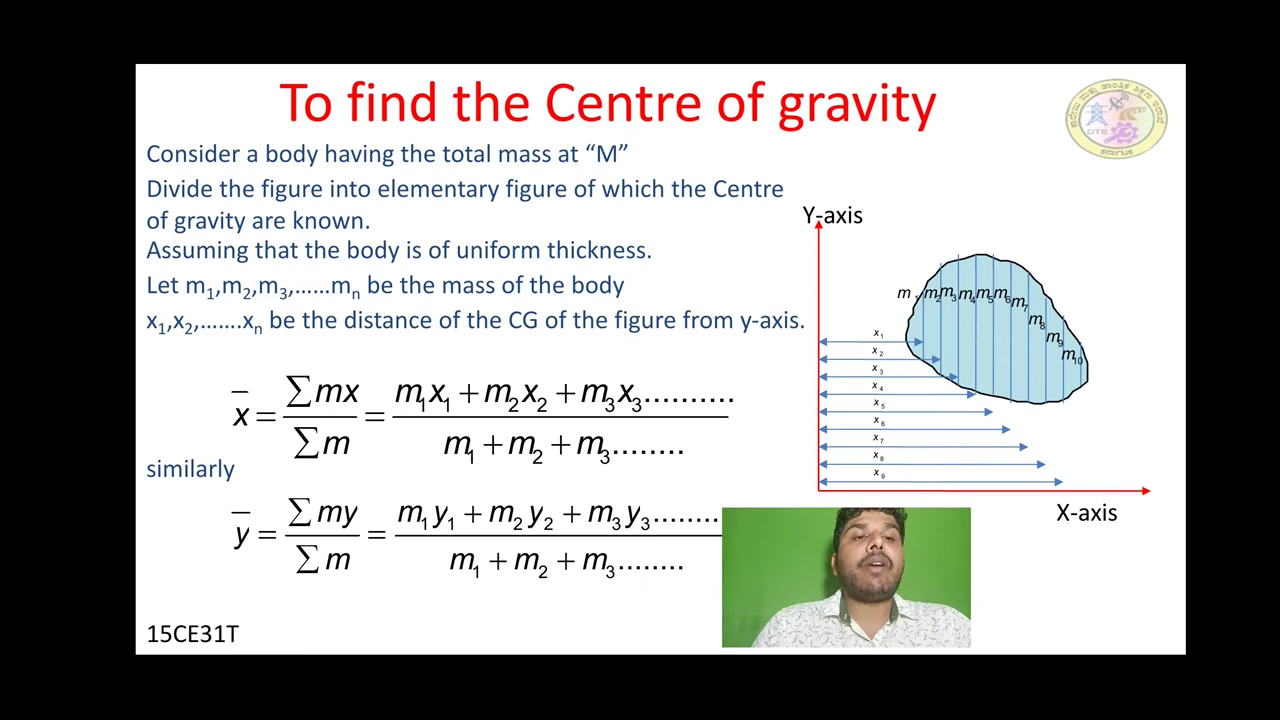 To find the Centre of gravity
Consider a body having the total mass at “M”
Divide the figure into elementary figure of which the Centre
of gravity are known.
Assuming that the body is of uniform thickness.
Let m₁,m₂,m₃,……mₙ be the mass of the body
x₁,x₂,…….xₙ be the distance of the CG of the figure from y-axis.
x̄ = ∑mx / ∑m = m₁x₁ + m₂x₂ + m₃x₃.......... / m₁ + m₂ + m₃........
similarly
ȳ = ∑my / ∑m = m₁y₁ + m₂y₂ + m₃y₃........ / m₁ + m₂ + m₃........
15CE31T
DTE
Y-axis
m₁ m₂ m₃ m₄ m₅ m₆ m₇ m₈ m₉ m₁₀
x₁
x₂
x₃
x₄
x₅
x₆
x₇
x₈
x₉
X-axis